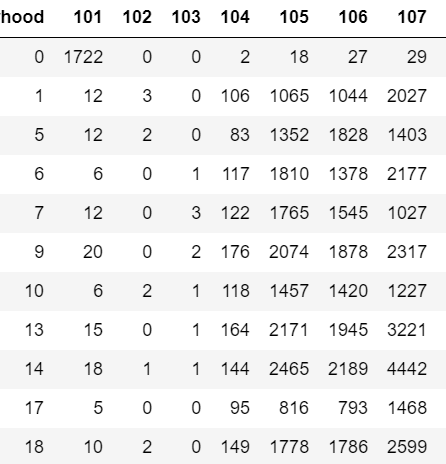 rhood 101 102 103 104 105 106 107
0 1722 0 0 2 18 27 29
1 12 3 0 106 1065 1044 2027
5 12 2 0 83 1352 1828 1403
6 6 0 1 117 1810 1378 2177
7 12 0 3 122 1765 1545 1027
9 20 0 2 176 2074 1878 2317
10 6 2 1 118 1457 1420 1227
13 15 0 1 164 2171 1945 3221
14 18 1 1 144 2465 2189 4442
17 5 0 0 95 816 793 1468
18 10 2 0 149 1778 1786 2599